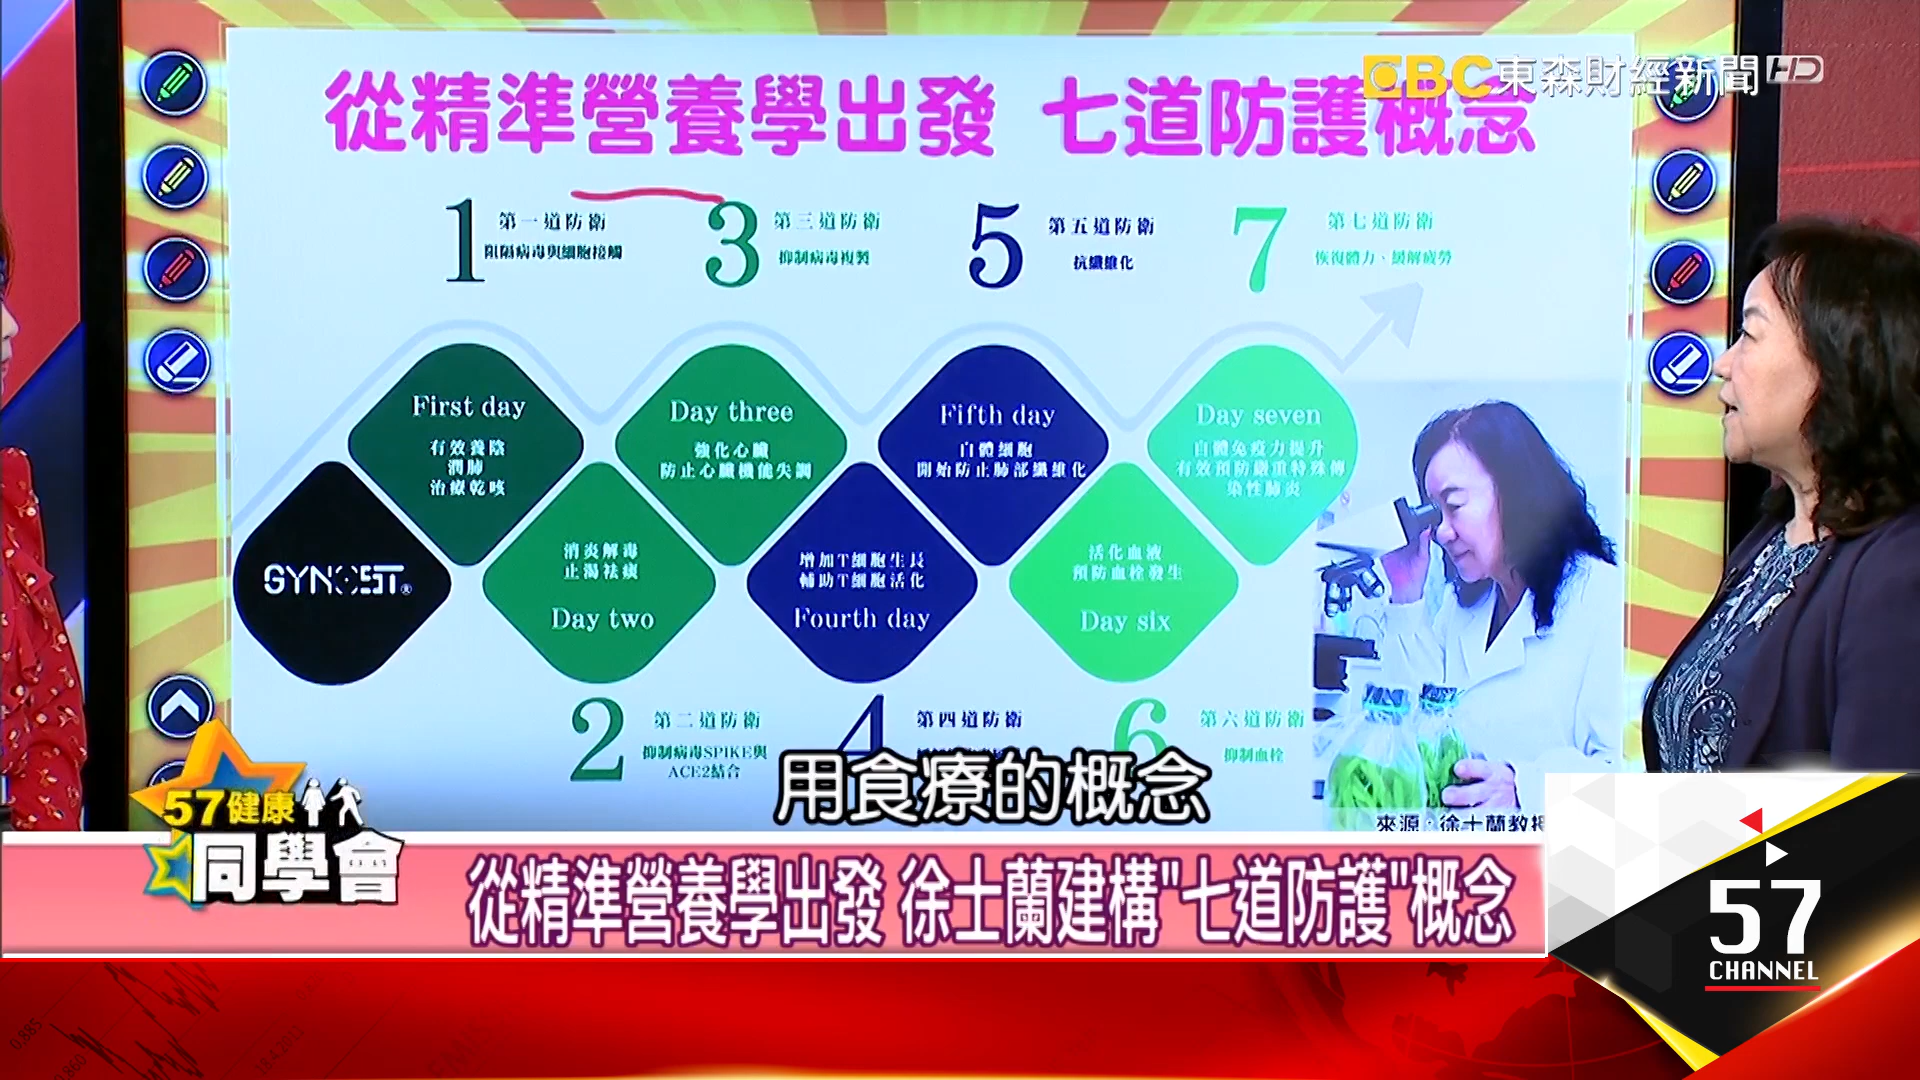 從精準營養學出發 七道防護概念
EBC東森財經新聞HD
1
第一道防衛
阻隔病毒與細胞接觸
3
第三道防衛
抑制病毒複製
5
第五道防衛
抗纖維化
7
第七道防衛
恢復體力、緩解疲勞
First day
有效養陰
潤肺
治療乾咳
Day three
強化心臟
防止心臟機能失調
Fifth day
自體細胞
開始防止肺部纖維化
Day seven
自體免疫力提升
有效預防嚴重特殊傳
染性肺炎
消炎解毒
止渴袪痰
Day two
增加T細胞生長
輔助T細胞活化
Fourth day
活化血液
預防血栓發生
Day six
2
第二道防衛
抑制病毒SPIKE與
ACE2結合
4
第四道防衛
6
第六道防衛
抑制血栓
來源：徐士蘭教授
用食療的概念
57健康
同學會
從精準營養學出發 徐士蘭建構"七道防護"概念
57
CHANNEL